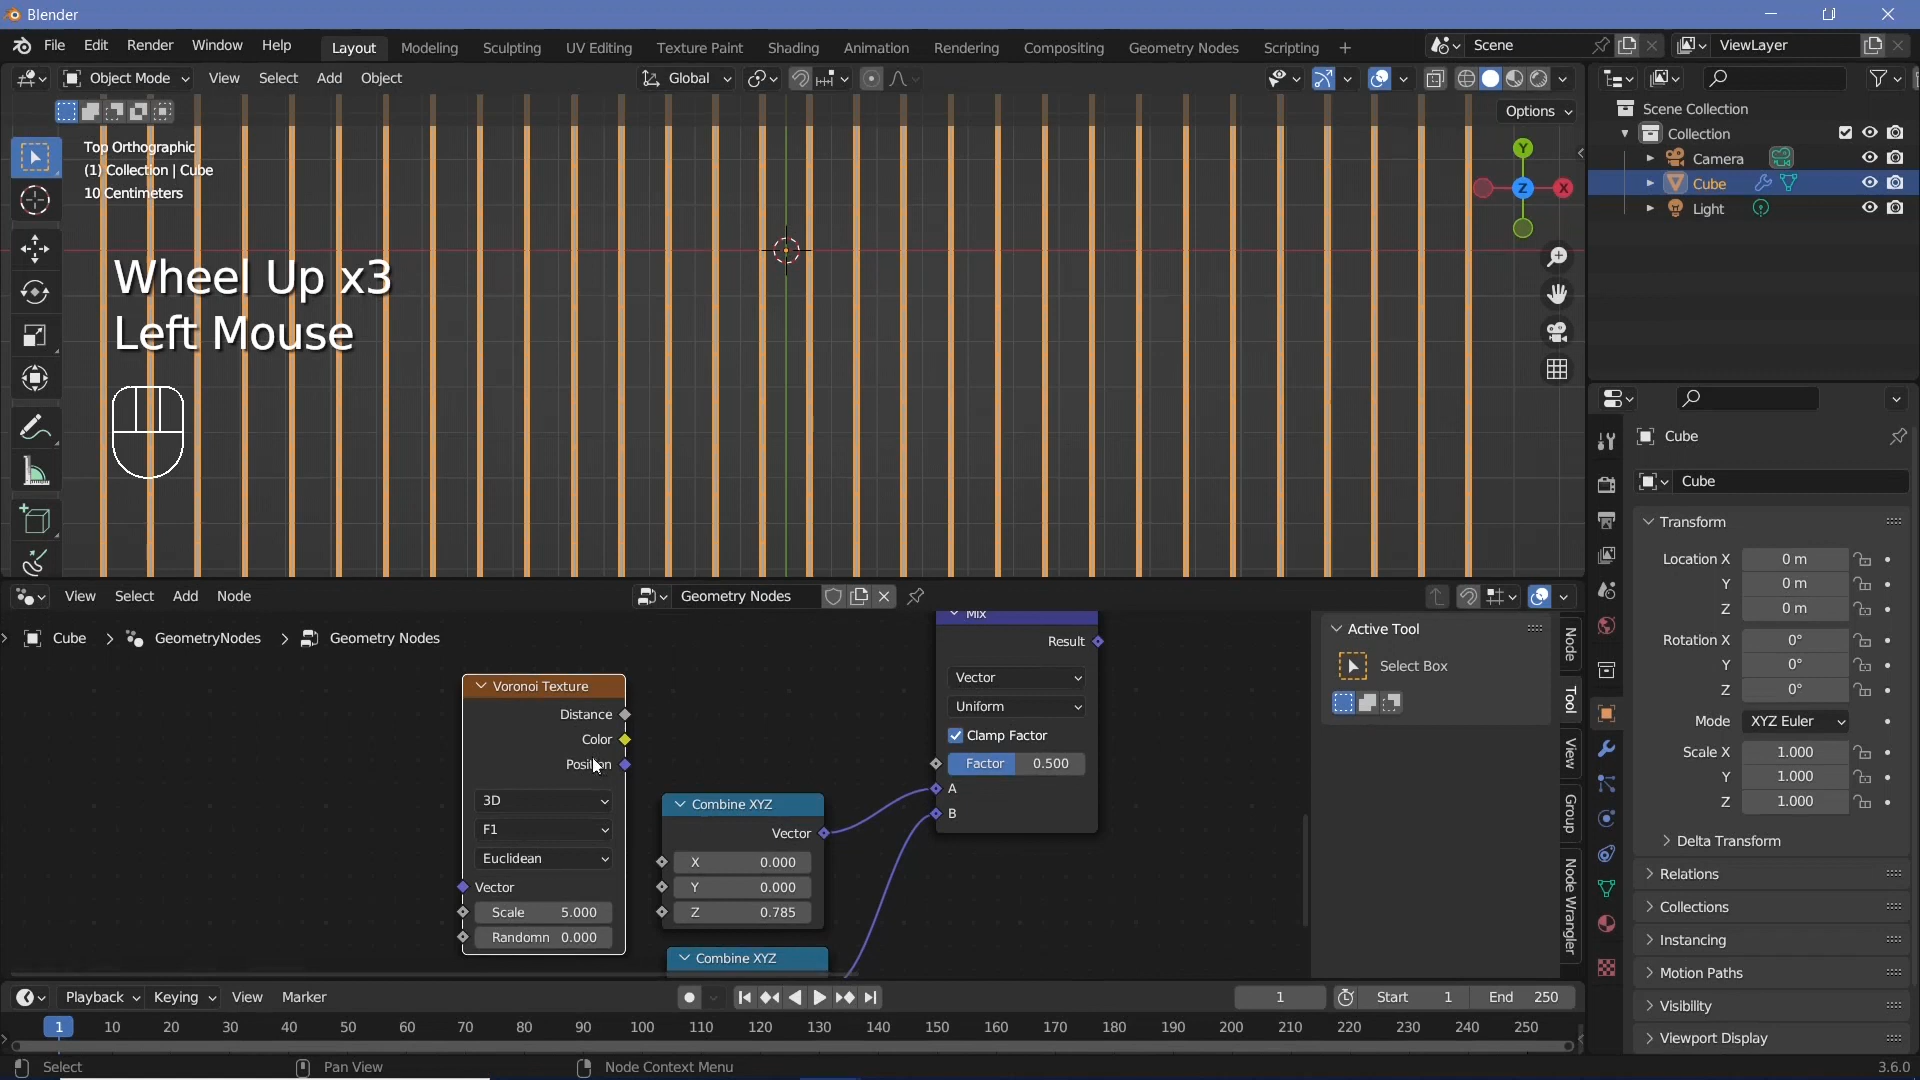 Blender
File Edit Render Window Help Layout Modeling Sculpting UV Editing Texture Paint Shading Animation Rendering Compositing Geometry Nodes Scripting + Scene ViewLayer
Object Mode View Select Add Object Global
Options
Top Orthographic
(1) Collection | Cube
10 Centimeters
Wheel Up x3
Left Mouse
Y
Z
X
Scene Collection
Collection
Camera
Cube
Light
View Select Add Node Geometry Nodes
Cube > GeometryNodes > Geometry Nodes
Voronoi Texture
Distance
Color
Position
3D
F1
Euclidean
Vector
Scale 5.000
Randomn 0.000
Combine XYZ
Vector
X 0.000
Y 0.000
Z 0.785
Combine XYZ
Mix
Result
Vector
Uniform
Clamp Factor
Factor 0.500
A
B
Active Tool
Select Box
Node
Tool
View
Group
Node Wrangler
Cube
Cube
Transform
Location X 0 m
Y 0 m
Z 0 m
Rotation X 0°
Y 0°
Z 0°
Mode XYZ Euler
Scale X 1.000
Y 1.000
Z 1.000
Delta Transform
Relations
Collections
Instancing
Motion Paths
Visibility
Viewport Display
Playback Keying View Marker 1 Start 1 End 250
1 10 20 30 40 50 60 70 80 90 100 110 120 130 140 150 160 170 180 190 200 210 220 230 240 250
Select Pan View Node Context Menu 3.6.0